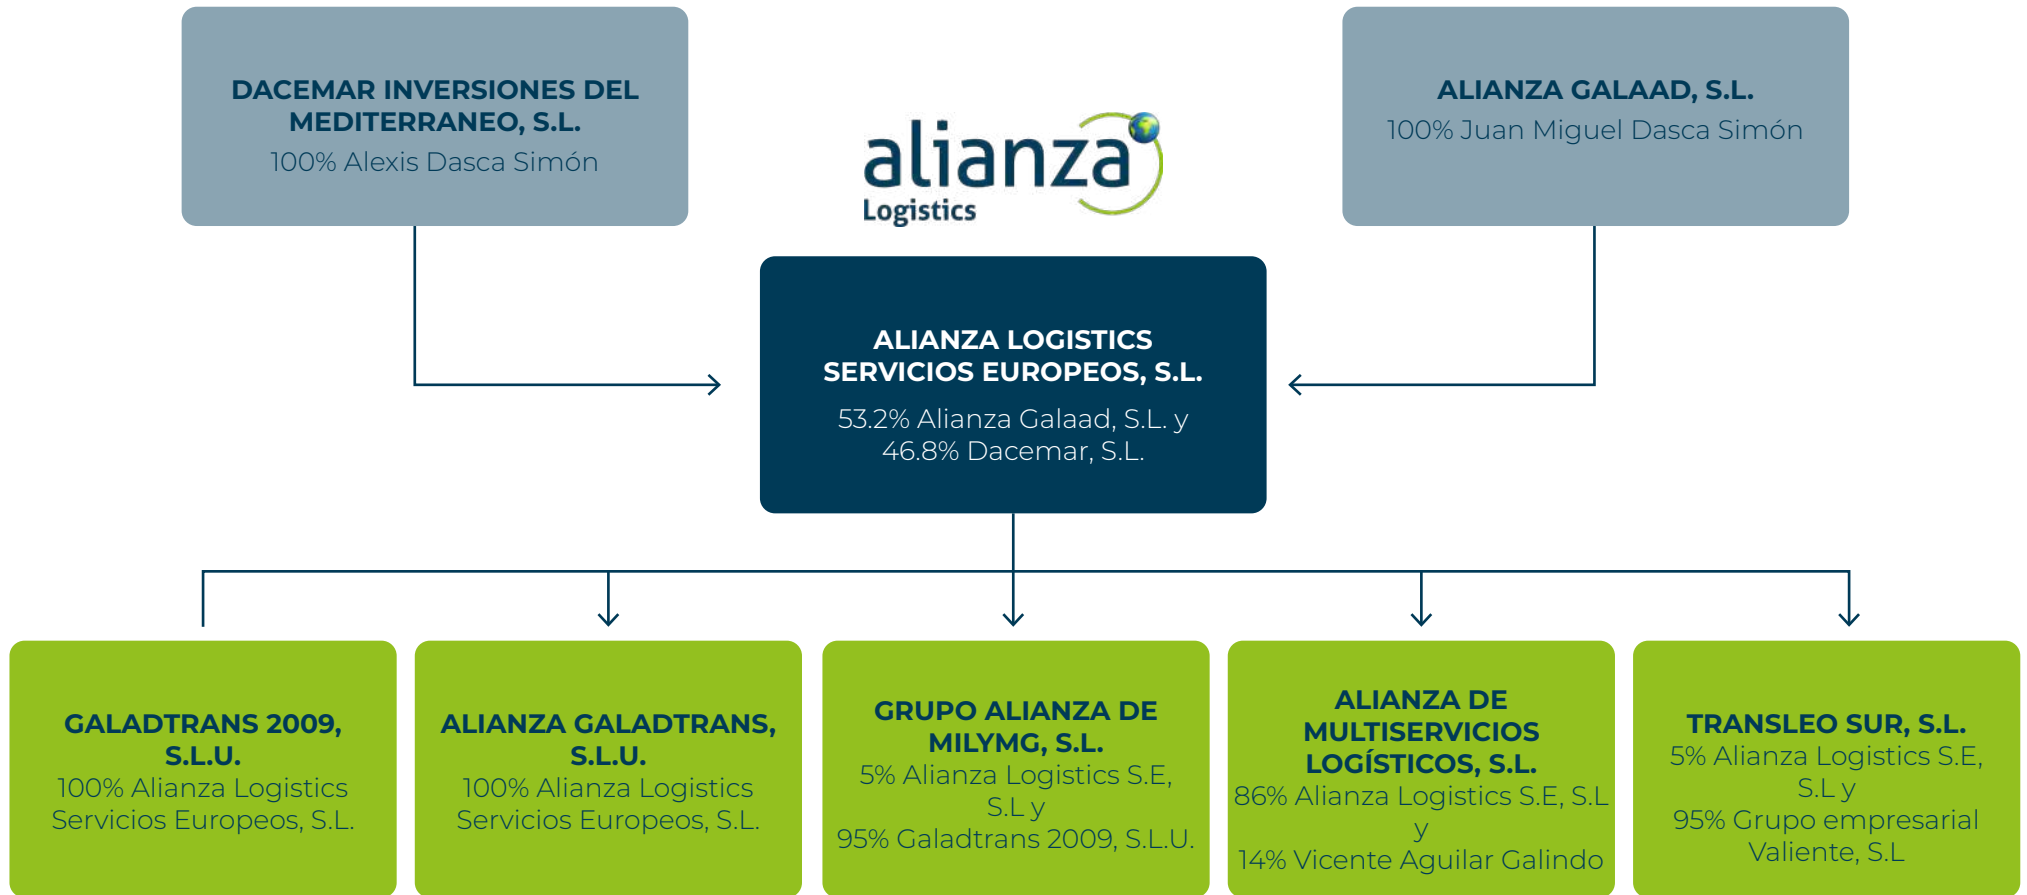 DACEMAR INVERSIONES DEL
MEDITERRANEO, S.L.
100% Alexis Dasca Simón
alianza
Logistics
ALIANZA GALAAD, S.L.
100% Juan Miguel Dasca Simón
ALIANZA LOGISTICS
SERVICIOS EUROPEOS, S.L.
53.2% Alianza Galaad, S.L. y
46.8% Dacemar, S.L.
GALADTRANS 2009,
S.L.U.
100% Alianza Logistics
Servicios Europeos, S.L.
ALIANZA GALADTRANS,
S.L.U.
100% Alianza Logistics
Servicios Europeos, S.L.
GRUPO ALIANZA DE
MILYMG, S.L.
5% Alianza Logistics S.E,
S.L y
95% Galadtrans 2009, S.L.U.
ALIANZA DE
MULTISERVICIOS
LOGÍSTICOS, S.L.
86% Alianza Logistics S.E, S.L
y
14% Vicente Aguilar Galindo
TRANSLEO SUR, S.L.
5% Alianza Logistics S.E,
S.L y
95% Grupo empresarial
Valiente, S.L